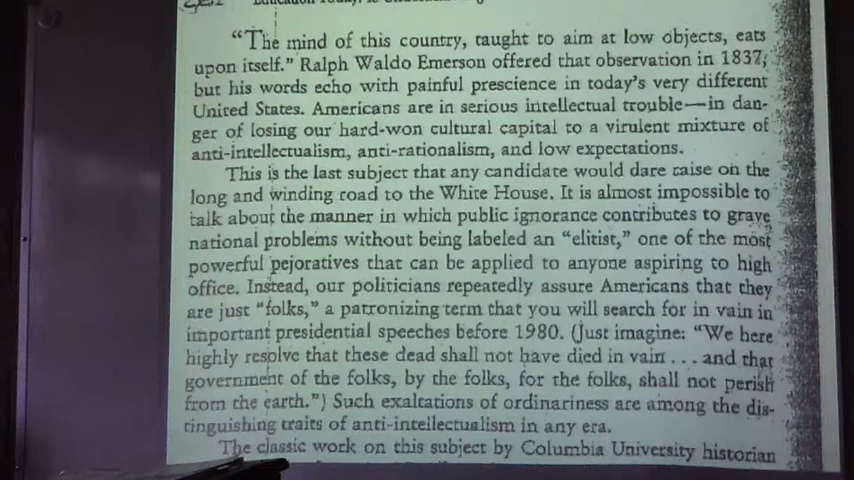 Education Today, is
“The mind of this country, taught to aim at low objects, eats
upon itself.” Ralph Waldo Emerson offered that observation in 1837,
but his words echo with painful prescience in today’s very different
United States. Americans are in serious intellectual trouble—in dan-
ger of losing our hard-won cultural capital to a virulent mixture of
anti-intellectualism, anti-rationalism, and low expectations.
This is the last subject that any candidate would dare raise on the
long and winding road to the White House. It is almost impossible to
talk about the manner in which public ignorance contributes to grave
national problems without being labeled an “elitist,” one of the most
powerful pejoratives that can be applied to anyone aspiring to high
office. Instead, our politicians repeatedly assure Americans that they
are just “folks,” a patronizing term that you will search for in vain in
important presidential speeches before 1980. (Just imagine: “We here
highly resolve that these dead shall not have died in vain . . . and that
government of the folks, by the folks, for the folks, shall not perish
from the earth.”) Such exaltations of ordinariness are among the dis-
tinguishing traits of anti-intellectualism in any era.
The classic work on this subject by Columbia University historian